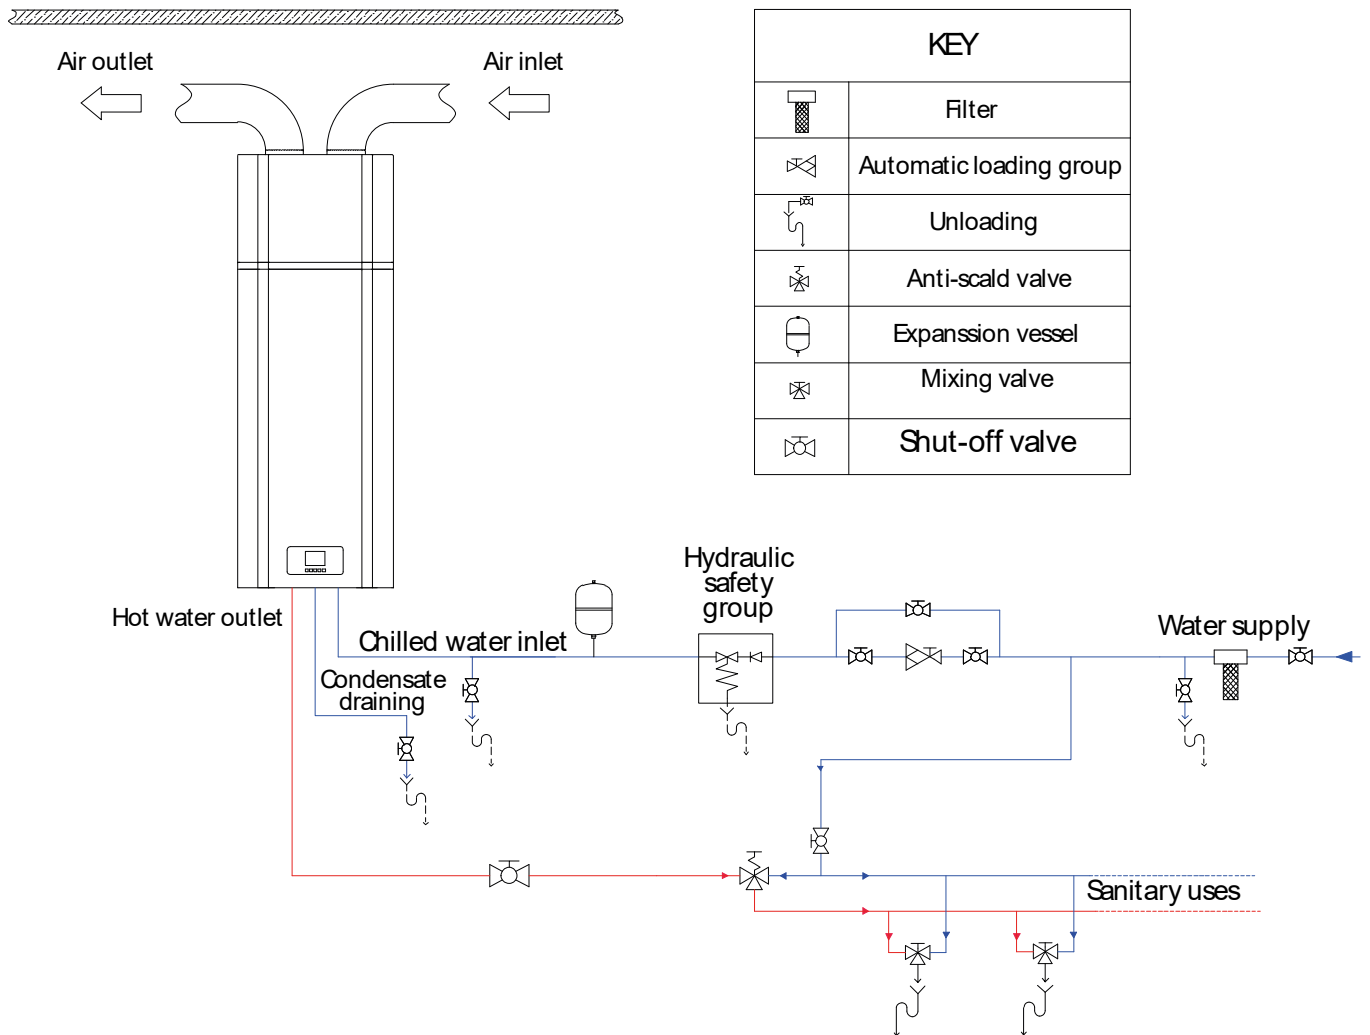 Air outlet
Air inlet
KEY
Filter
Automatic loading group
Unloading
Anti-scald valve
Expanssion vessel
Mixing valve
Shut-off valve
Hot water outlet
Chilled water inlet
Condensate
draining
Hydraulic
safety
group
Water supply
Sanitary uses